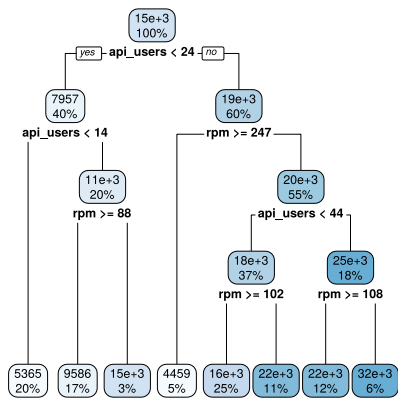 15e+3
100%
yes
api_users < 24
no
7957
40%
19e+3
60%
api_users < 14
rpm >= 247
11e+3
20%
20e+3
55%
rpm >= 88
api_users < 44
18e+3
37%
25e+3
18%
rpm >= 102
rpm >= 108
5365
20%
9586
17%
15e+3
3%
4459
5%
16e+3
25%
22e+3
11%
22e+3
12%
32e+3
6%